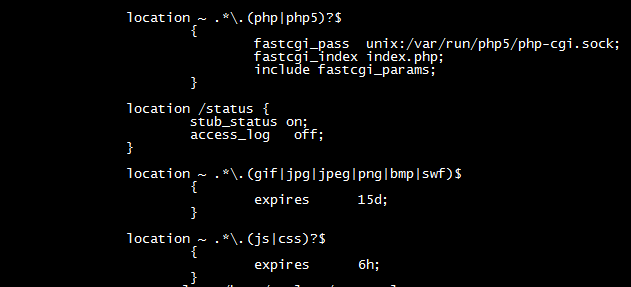 location ~ .*\.(php|php5)?$
{
fastcgi_pass unix:/var/run/php5/php-cgi.sock;
fastcgi_index index.php;
include fastcgi_params;
}
location /status {
stub_status on;
access_log off;
}
location ~ .*\.(gif|jpg|jpeg|png|bmp|swf)$
{
expires 15d;
}
location ~ .*\.(js|css)?$
{
expires 6h;
}